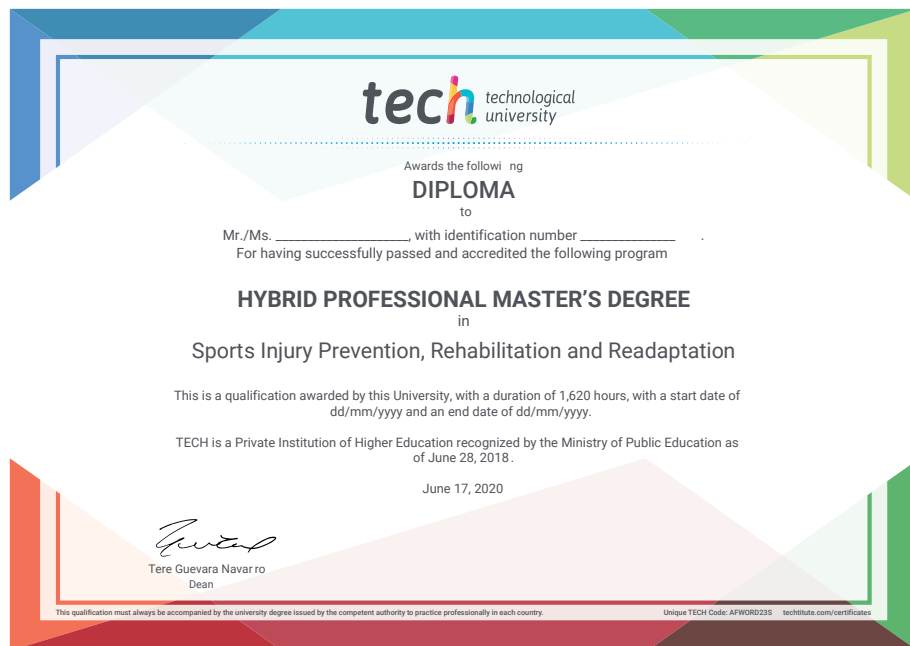 tech technological
university
Awards the followi ng
DIPLOMA
to
Mr./Ms. ____________________, with identification number ______________ .
For having successfully passed and accredited the following program
HYBRID PROFESSIONAL MASTER'S DEGREE
in
Sports Injury Prevention, Rehabilitation and Readaptation
This is a qualification awarded by this University, with a duration of 1,620 hours, with a start date of
dd/mm/yyyy and an end date of dd/mm/yyyy.
TECH is a Private Institution of Higher Education recognized by the Ministry of Public Education as
of June 28, 2018.
June 17, 2020
Tere Guevara Navarro
Dean
This qualification must always be accompanied by the university degree issued by the competent authority to practice professionally in each country.
Unique TECH Code: AFWORD23S techtitute.com/certificates